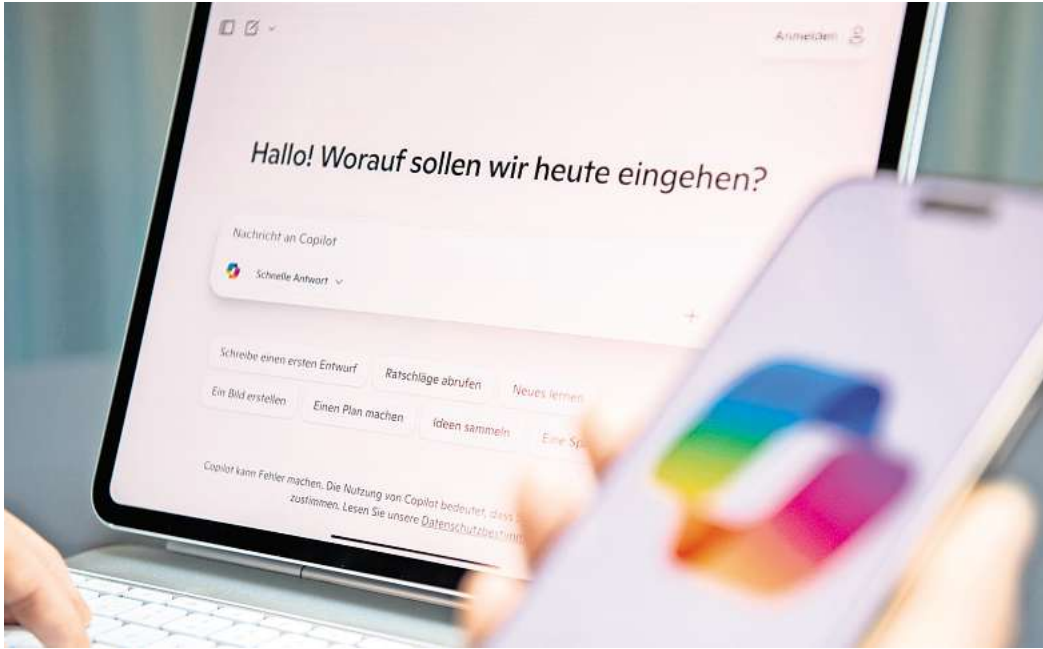 Anmelden
Hallo! Worauf sollen wir heute eingehen?
Nachricht an Copilot
Schnelle Antwort
Schreibe einen ersten Entwurf
Ratschläge abrufen
Neues lernen
Ein Bild erstellen
Einen Plan machen
Ideen sammeln
Eine
Copilot kann Fehler machen. Die Nutzung von Copilot bedeutet, dass
zustimmen. Lesen Sie unsere